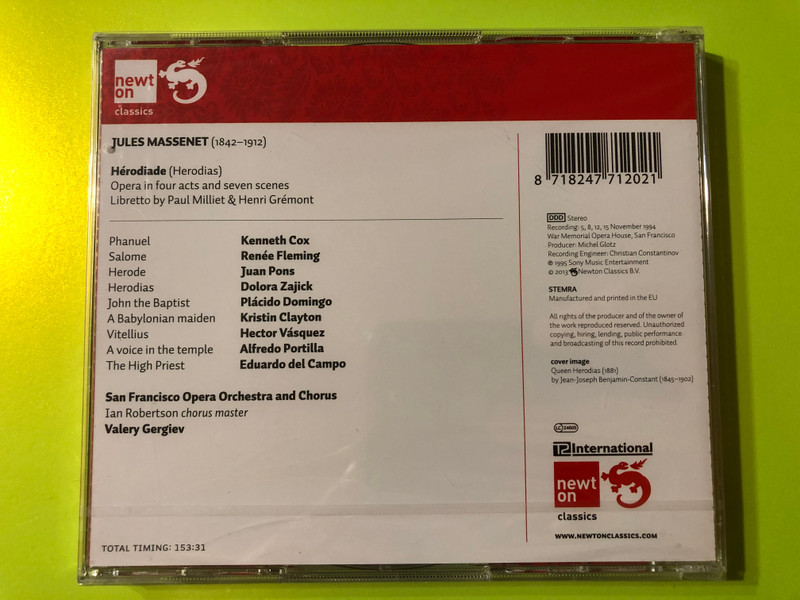 newt
on
classics
JULES MASSENET (1842–1912)
Hérodiade (Herodias)
Opera in four acts and seven scenes
Libretto by Paul Milliet & Henri Grémont
Phanuel Kenneth Cox
Salome Renée Fleming
Herode Juan Pons
Herodias Dolora Zajick
John the Baptist Plácido Domingo
A Babylonian maiden Kristin Clayton
Vitellius Hector Vásquez
A voice in the temple Alfredo Portilla
The High Priest Eduardo del Campo
San Francisco Opera Orchestra and Chorus
Ian Robertson chorus master
Valery Gergiev
TOTAL TIMING: 153:31
8 718247 712021
DDD Stereo
Recording: 5, 8, 12, 15 November 1994
War Memorial Opera House, San Francisco
Producer: Michel Glotz
Recording Engineer: Christian Constantinov
℗ 1995 Sony Music Entertainment
© 2013 Newton Classics B.V.
STEMRA
Manufactured and printed in the EU
All rights of the producer and of the owner of
the work reproduced reserved. Unauthorized
copying, hiring, lending, public performance
and broadcasting of this record prohibited.
cover image
Queen Herodias (1881)
by Jean-Joseph Benjamin-Constant (1845–1902)
International
newt
on
classics
WWW.NEWTONCLASSICS.COM